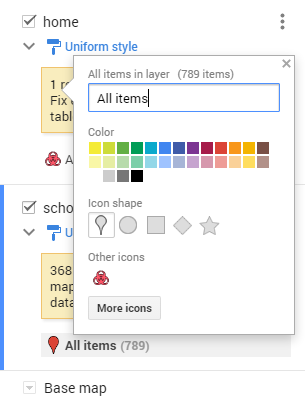 home
Uniform style
All items in layer (789 items)
All items
Color
Icon shape
Other icons
More icons
1
Fix
tabl
A
scho
U
368
map
data
All items (789)
Base map